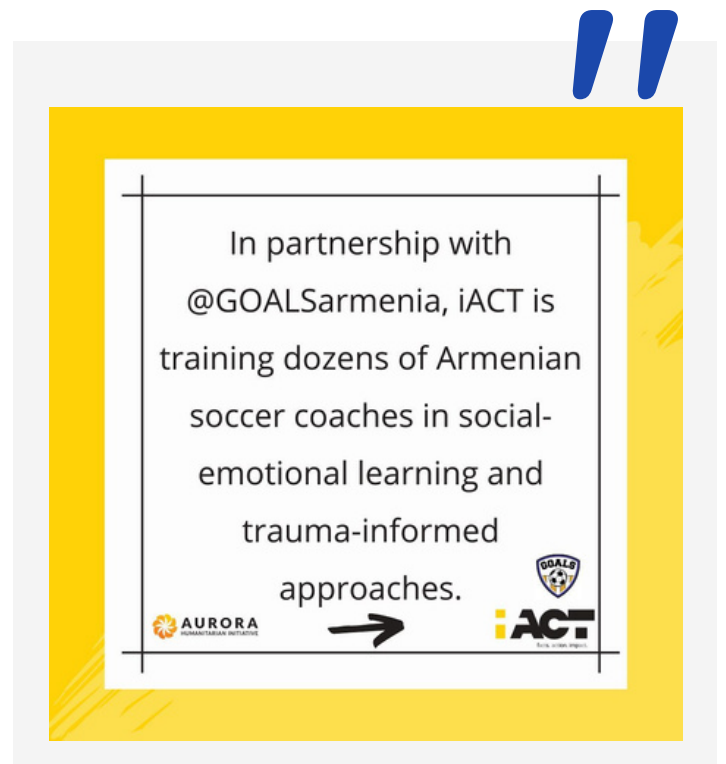 In partnership with
@GOALSarmenia, iACT is
training dozens of Armenian
soccer coaches in social-
emotional learning and
trauma-informed
approaches.
GOALS
AURORA
HUMANITARIAN INITIATIVE
iACT